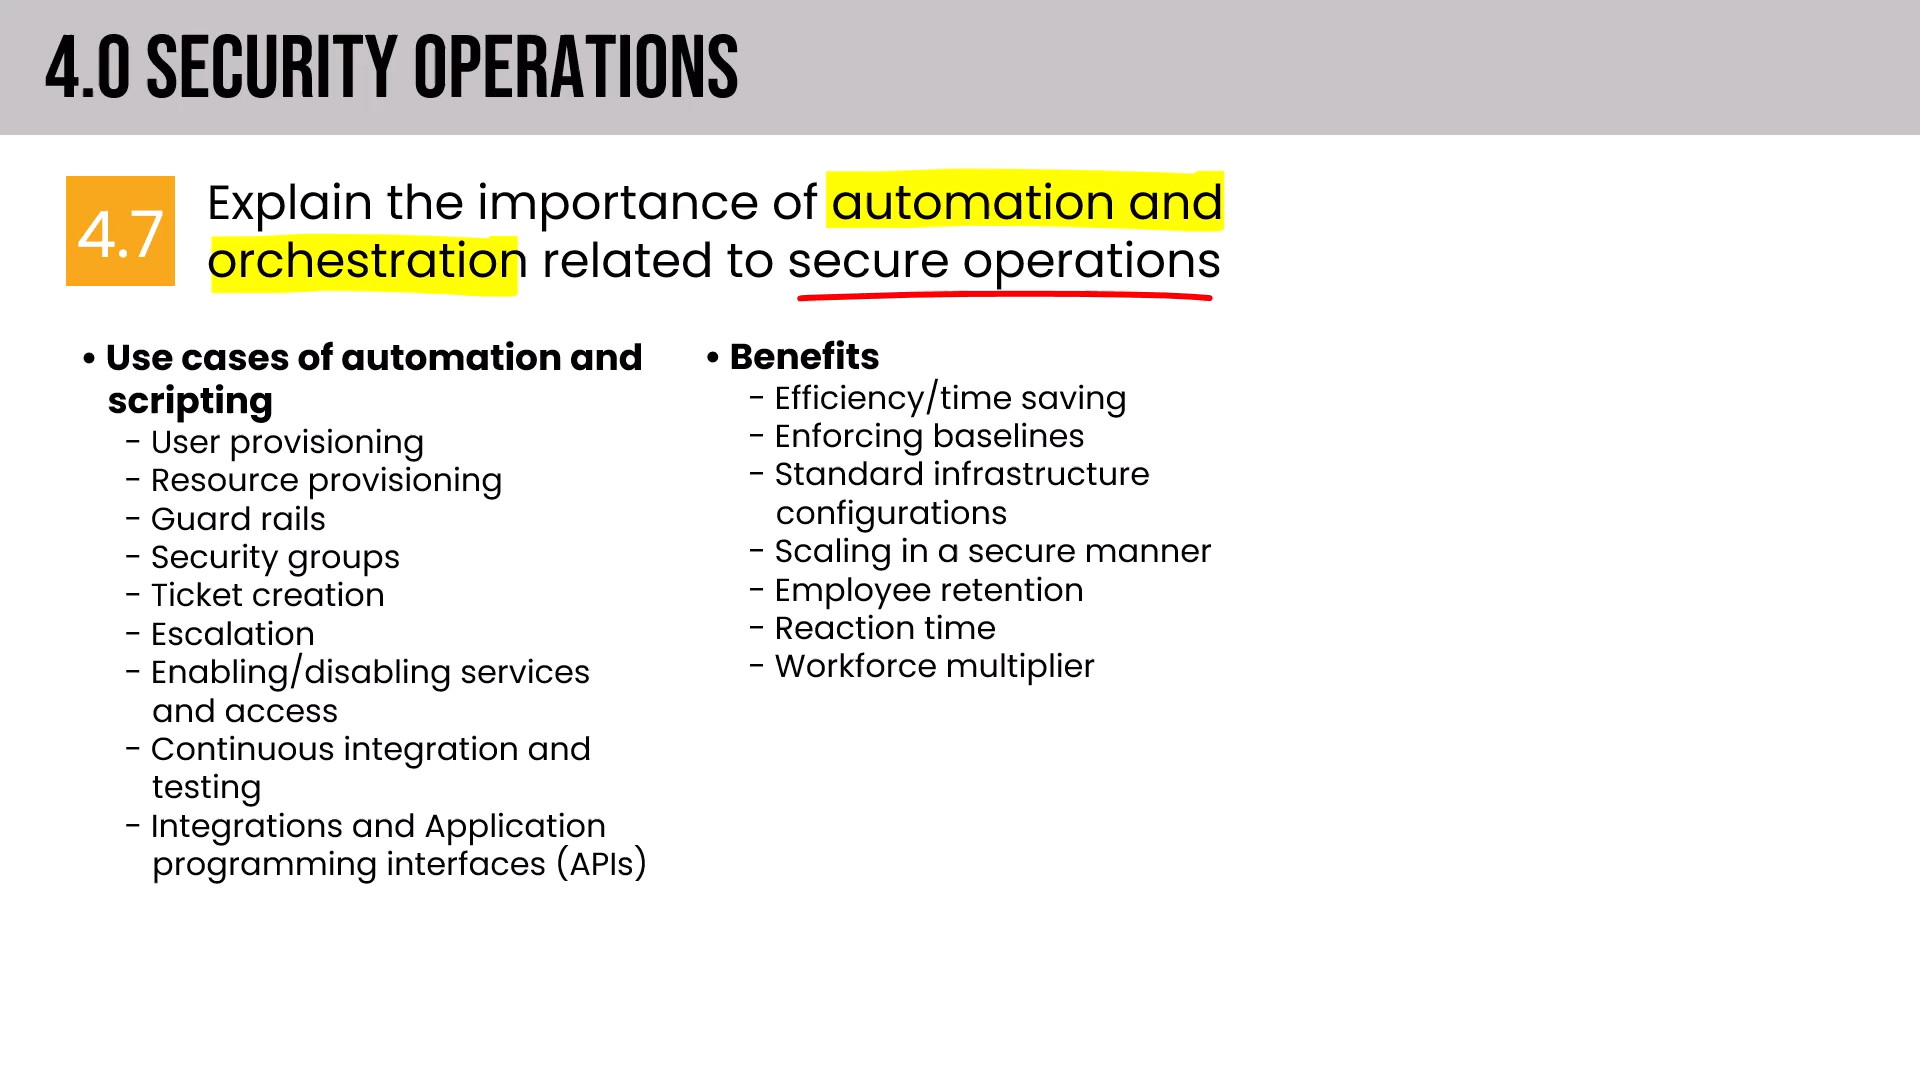 4.0 SECURITY OPERATIONS
4.7
Explain the importance of automation and
orchestration related to secure operations
• Use cases of automation and
scripting
- User provisioning
- Resource provisioning
- Guard rails
- Security groups
- Ticket creation
- Escalation
- Enabling/disabling services
and access
- Continuous integration and
testing
- Integrations and Application
programming interfaces (APIs)
• Benefits
- Efficiency/time saving
- Enforcing baselines
- Standard infrastructure
configurations
- Scaling in a secure manner
- Employee retention
- Reaction time
- Workforce multiplier